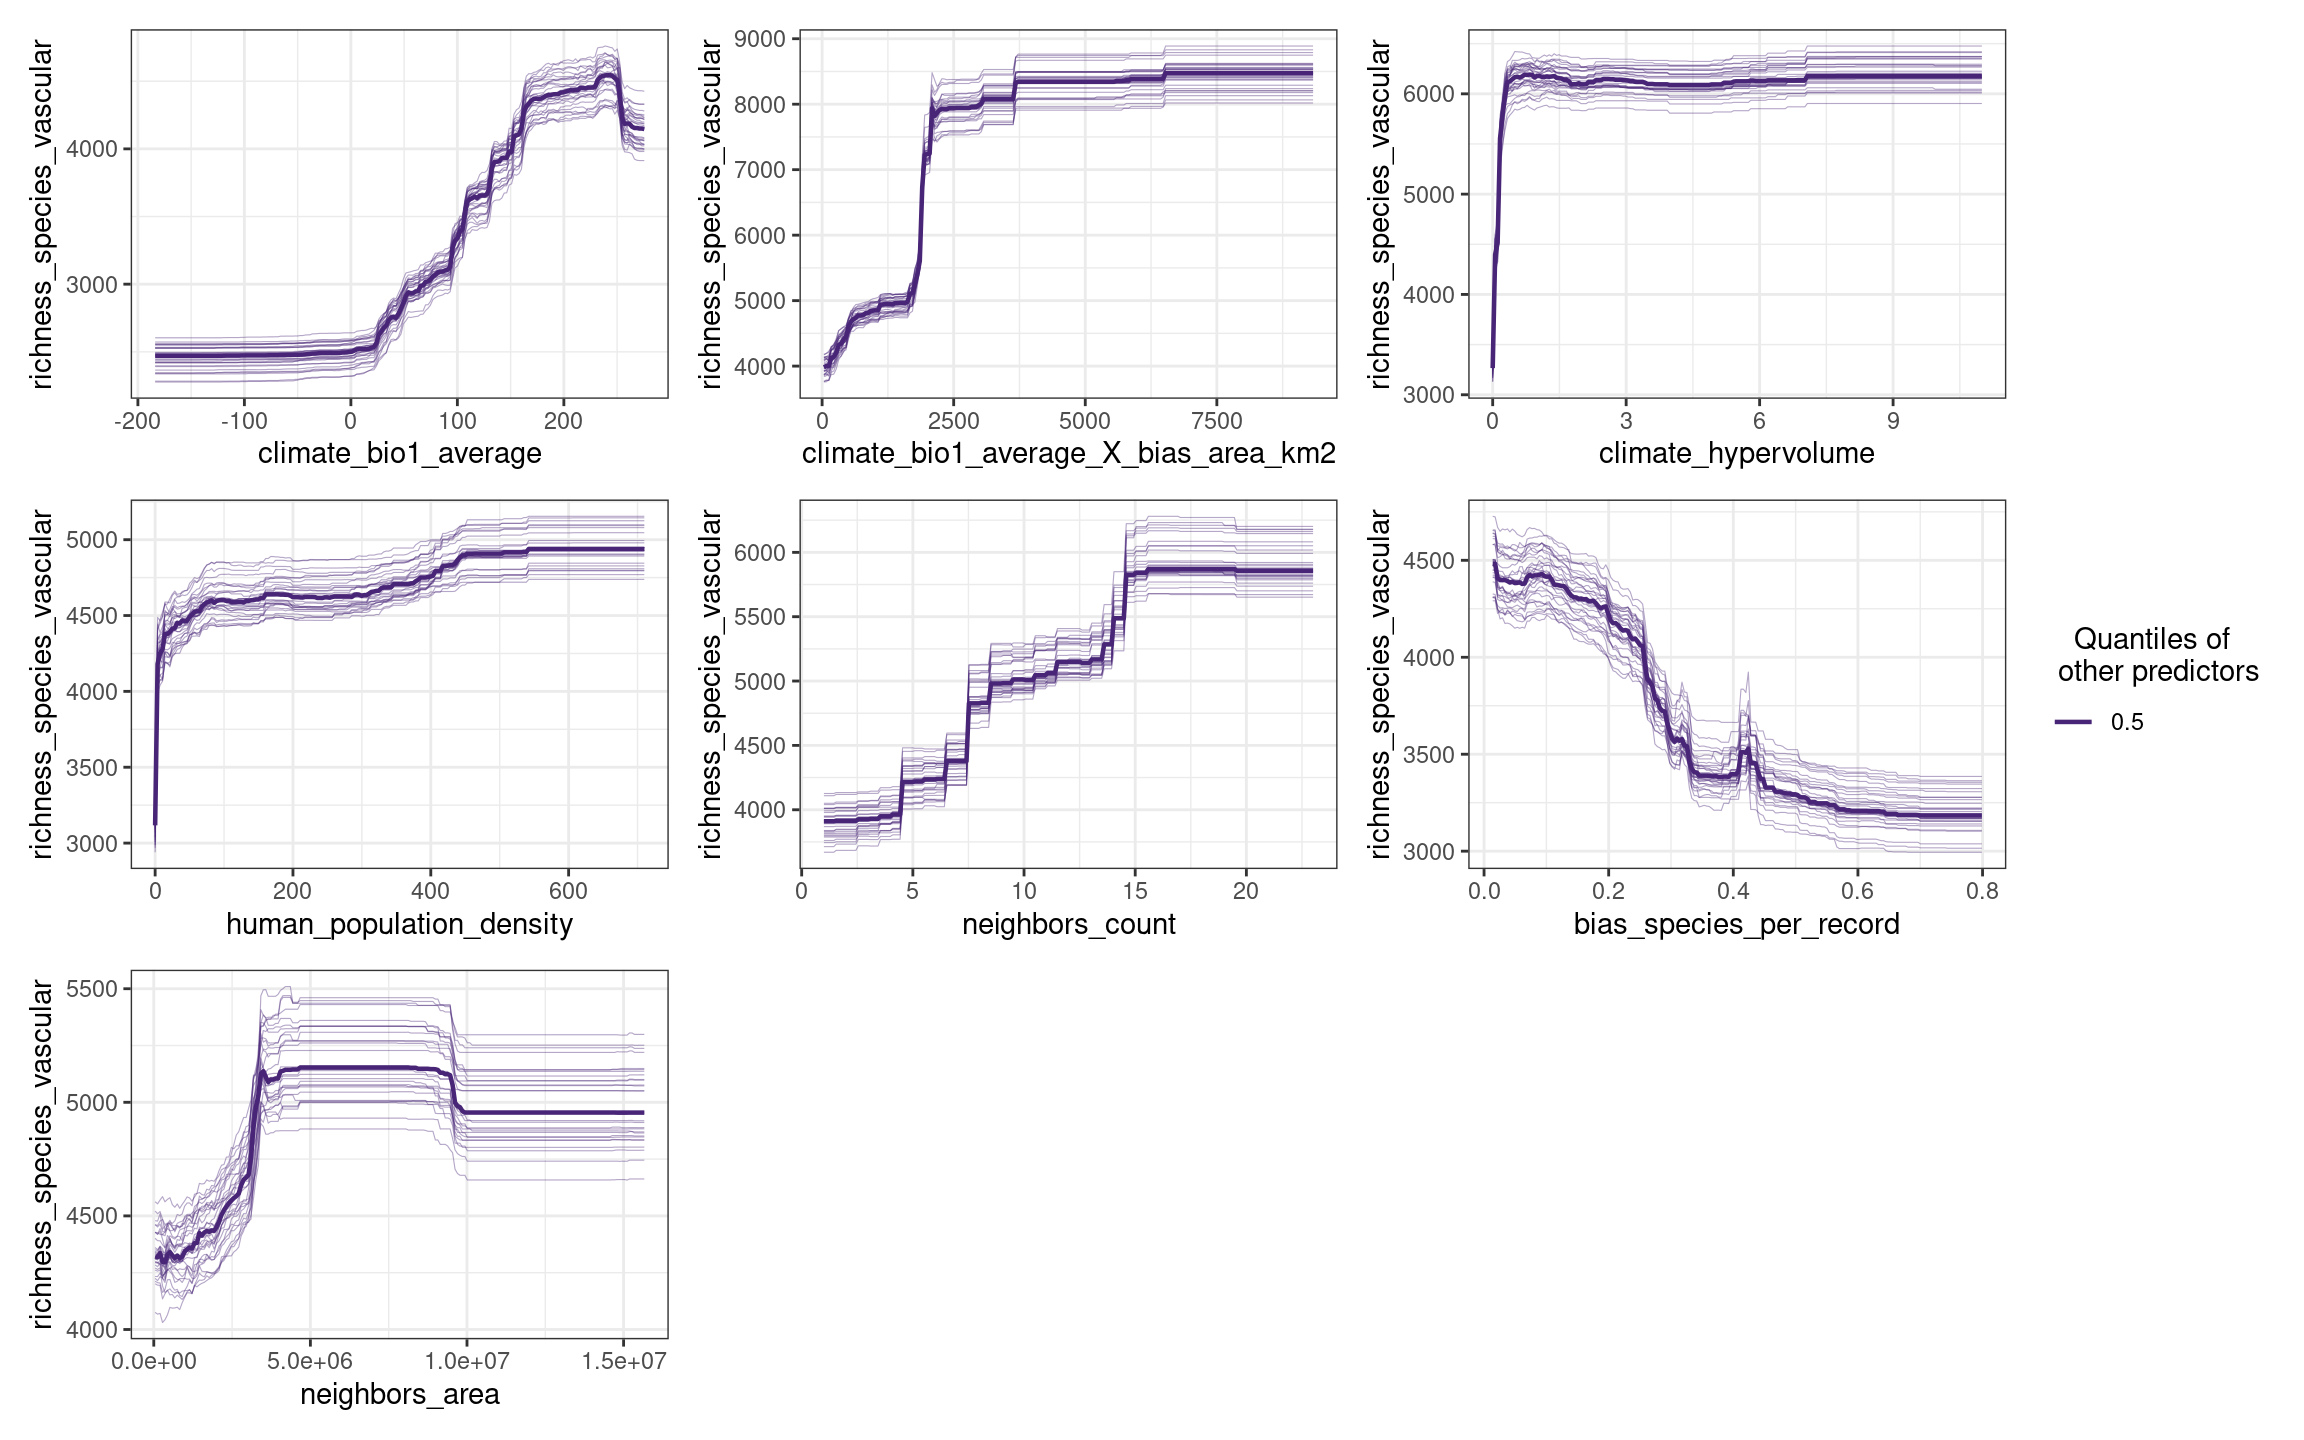 richness_species_vascular
4000
3000
-200 -100 0 100 200
climate_bio1_average
richness_species_vascular
9000
8000
7000
6000
5000
4000
0 2500 5000 7500
climate_bio1_average_X_bias_area_km2
richness_species_vascular
6000
5000
4000
3000
0 3 6 9
climate_hypervolume
richness_species_vascular
5000
4500
4000
3500
3000
0 200 400 600
human_population_density
richness_species_vascular
6000
5500
5000
4500
4000
0 5 10 15 20
neighbors_count
richness_species_vascular
4500
4000
3500
3000
0.0 0.2 0.4 0.6 0.8
bias_species_per_record
Quantiles of
other predictors
0.5
richness_species_vascular
5500
5000
4500
4000
0.0e+00 5.0e+06 1.0e+07 1.5e+07
neighbors_area